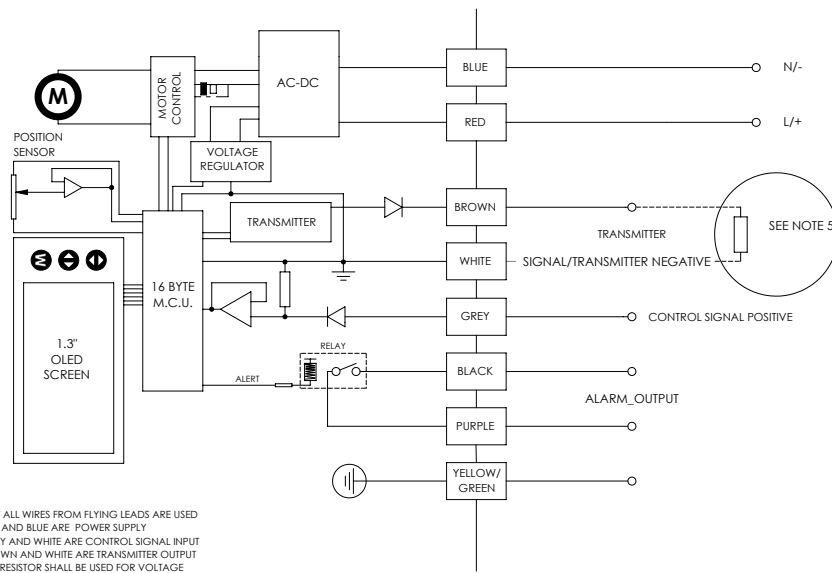 MOTOR CONTROL
AC-DC
BLUE
N/-
M
RED
L/+
POSITION SENSOR
VOLTAGE REGULATOR
BROWN
TRANSMITTER
TRANSMITTER
SEE NOTE 5
WHITE
SIGNAL/TRANSMITTER NEGATIVE
M
16 BYTE
M.C.U.
GREY
CONTROL SIGNAL POSITIVE
1.3"
OLED
SCREEN
RELAY
ALERT
BLACK
ALARM_OUTPUT
PURPLE
YELLOW/
GREEN
ALL WIRES FROM FLYING LEADS ARE USED
AND BLUE ARE POWER SUPPLY
Y AND WHITE ARE CONTROL SIGNAL INPUT
WN AND WHITE ARE TRANSMITTER OUTPUT
RESISTOR SHALL BE USED FOR VOLTAGE